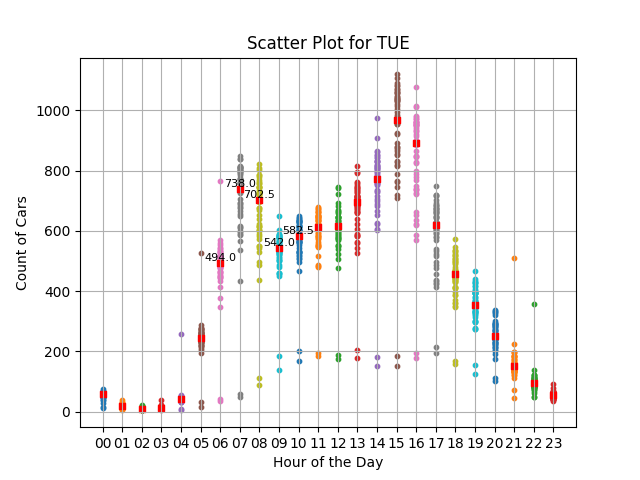 Scatter Plot for TUE
Count of Cars
1000
800
600
400
200
0
738.0
702.5
582.5
542.0
494.0
00 01 02 03 04 05 06 07 08 09 10 11 12 13 14 15 16 17 18 19 20 21 22 23
Hour of the Day